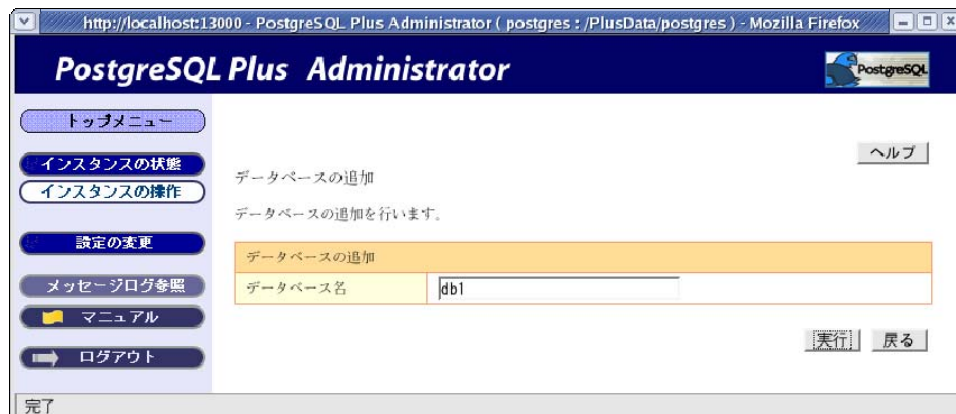 http://localhost:13000 - PostgreSQL Plus Administrator ( postgres : /PlusData/postgres ) - Mozilla Firefox
PostgreSQL Plus Administrator
PostgreSQL
トップメニュー
インスタンスの状態
インスタンスの操作
設定の変更
メッセージログ参照
マニュアル
ログアウト
ヘルプ
データベースの追加
データベースの追加を行います。
データベースの追加
データベース名 db1
実行 戻る
完了